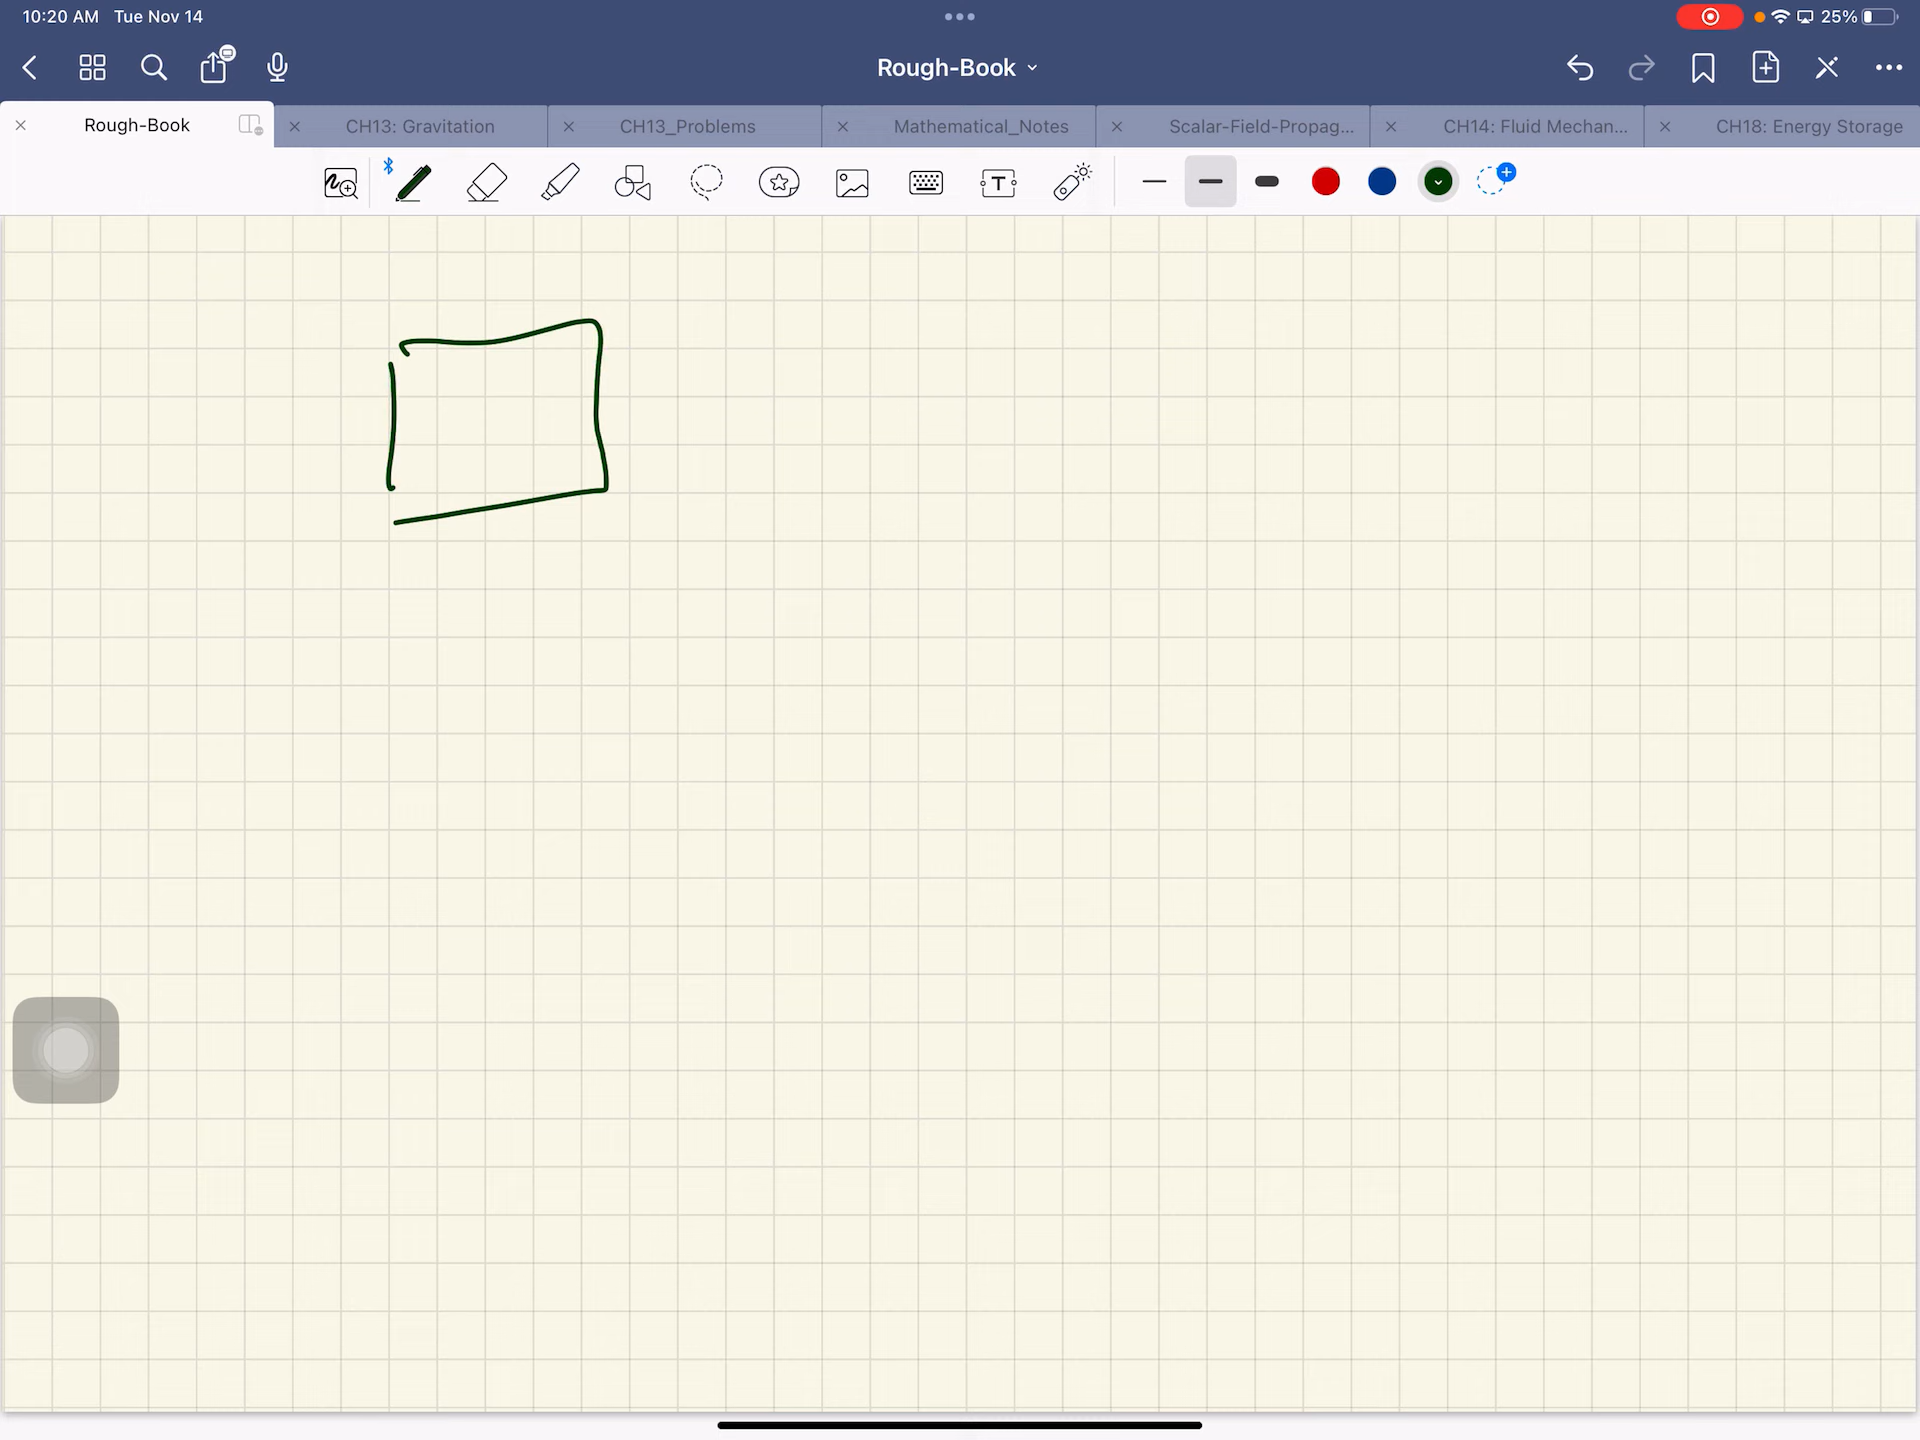 10:20 AM Tue Nov 14
25%
Rough-Book
Rough-Book
CH13: Gravitation
CH13_Problems
Mathematical_Notes
Scalar-Field-Propag...
CH14: Fluid Mechan...
CH18: Energy Storage
T